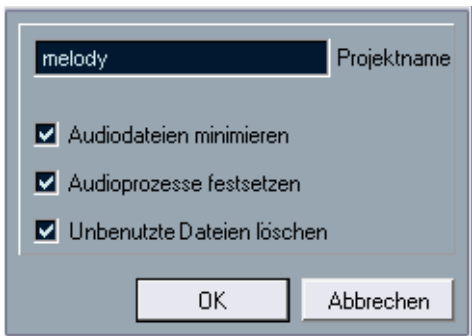 melody Projektname
Audiodateien minimieren
Audioprozesse festsetzen
Unbenutzte Dateien löschen
OK Abbrechen